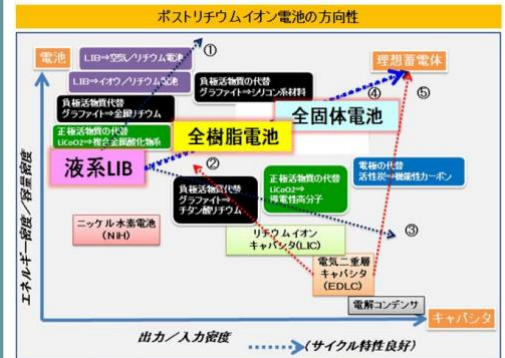 ポストリチウムイオン電池の方向性
電池
LIB⇒空気/リチウム電池
①
理想蓄電体
LIB⇒イオウ/リチウム電池
負極活物質の代替
グラファイト⇒シリコン系材料
④
⑤
負極活物質代替
グラファイト⇒金属リチウム
全固体電池
正極活物質の代替
LiCoO2⇒複合金属酸化物系
全樹脂電池
液系LIB
②
負極活物質代替
グラファイト⇒
チタン酸リチウム
正極活物質の代替
LiCoO2⇒
導電性高分子
電極の代替
活性炭⇒機能性カーボン
ニッケル水素電池
(NiH)
リチウムイオン
キャパシタ(LIC)
③
電気二重層
キャパシタ
(EDLC)
電解コンデンサ
キャパシタ
エネルギー密度/容量密度
出力/入力密度
(サイクル特性良好)